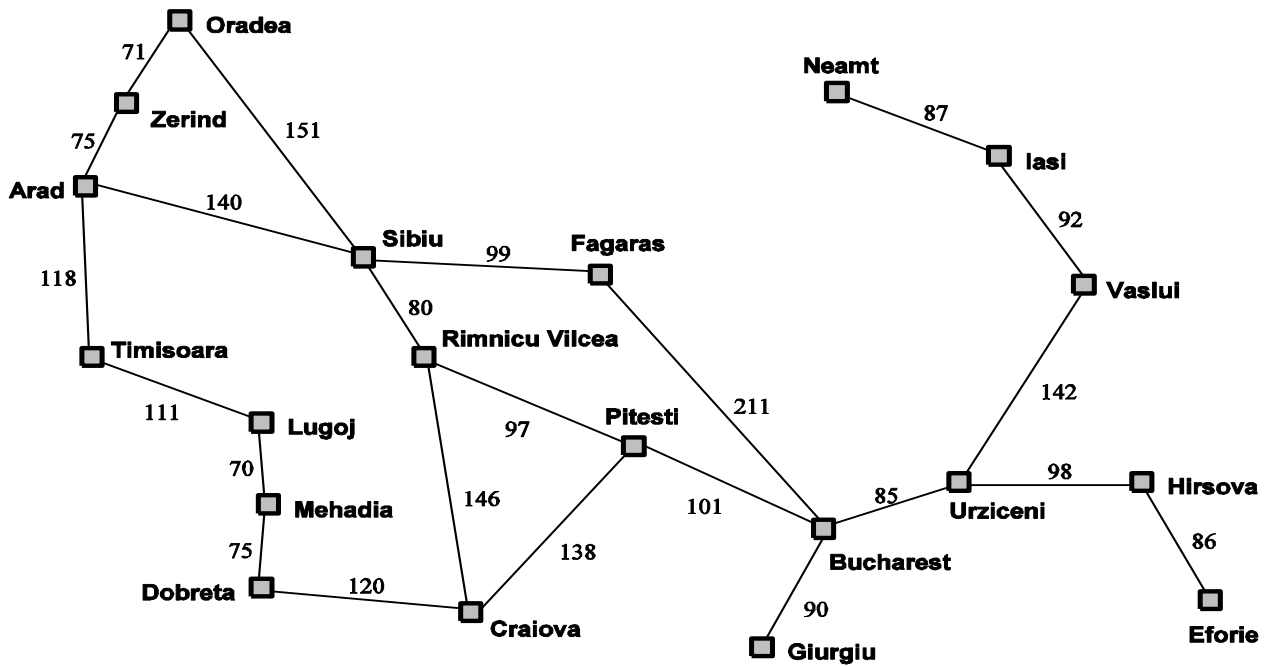 Oradea
71
Neamt
87
Zerind
151
75
Iasi
Arad
140
92
Sibiu
Fagaras
99
118
Vaslui
80
Timisoara
Rimnicu Vilcea
142
211
111
Lugoj
97
Pitesti
70
98
Hirsova
146
101
85
Mehadia
Urziceni
75
138
86
Bucharest
Dobreta
120
90
Craiova
Eforie
Giurgiu